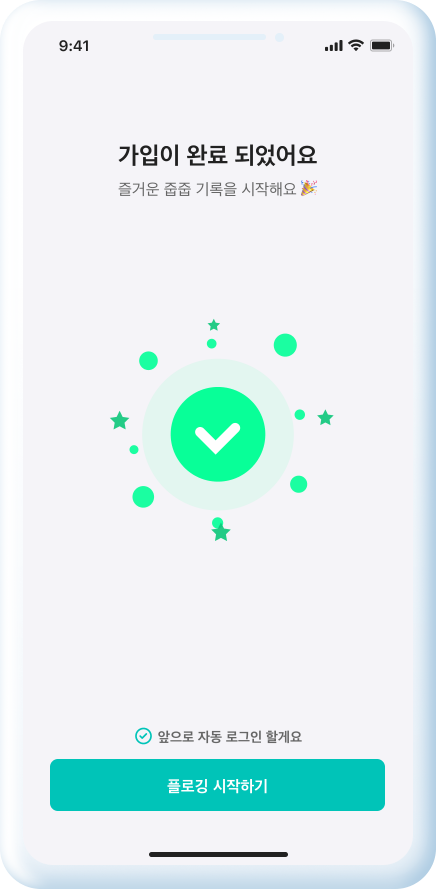 9:41
가입이 완료 되었어요
즐거운 줍줍 기록을 시작해요 🎉
앞으로 자동 로그인 할게요
플로깅 시작하기